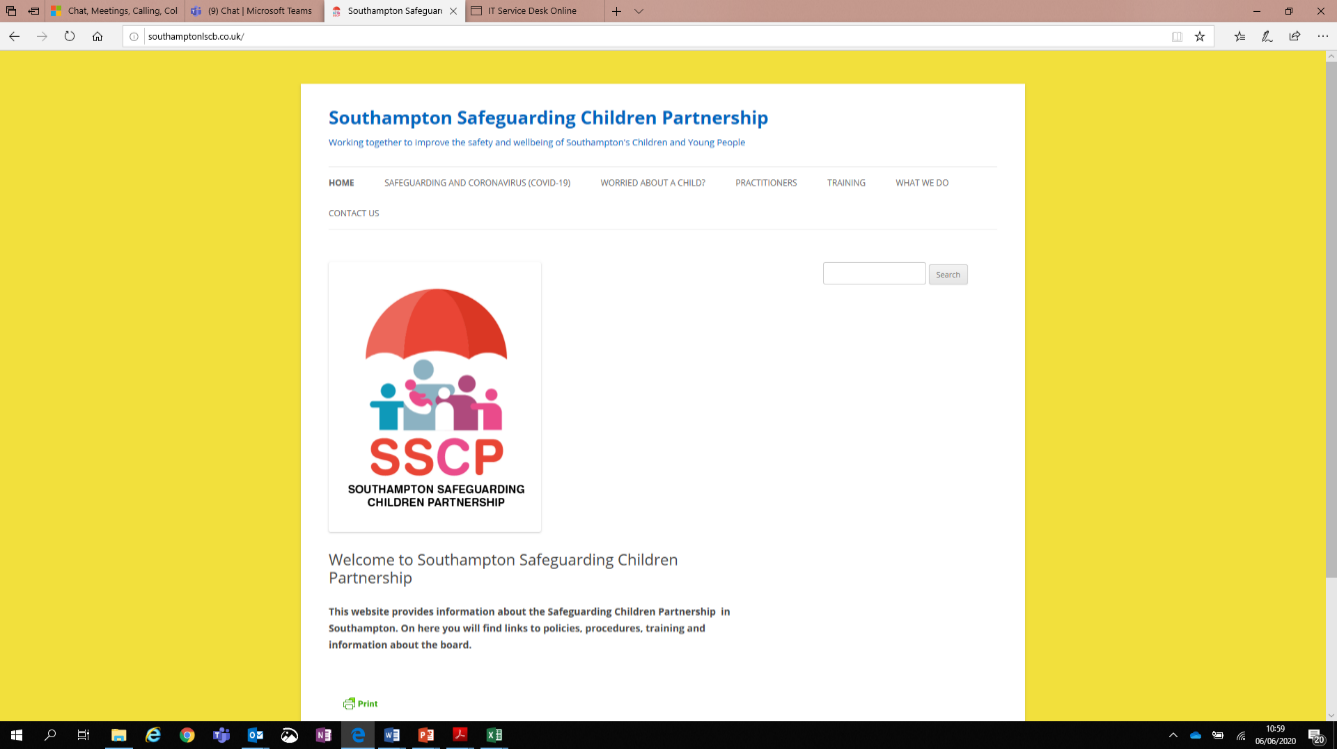 Chat, Meetings, Calling, Col
(9) Chat | Microsoft Teams
Southampton Safeguar
IT Service Desk Online
southamptonlscb.co.uk/
Southampton Safeguarding Children Partnership
Working together to improve the safety and wellbeing of Southampton's Children and Young People
HOME SAFEGUARDING AND CORONAVIRUS (COVID-19) WORRIED ABOUT A CHILD? PRACTITIONERS TRAINING WHAT WE DO
CONTACT US
Search
SSCP
SOUTHAMPTON SAFEGUARDING
CHILDREN PARTNERSHIP
Welcome to Southampton Safeguarding Children
Partnership
This website provides information about the Safeguarding Children Partnership in
Southampton. On here you will find links to policies, procedures, training and
information about the board.
Print
10:59
06/06/2020
20